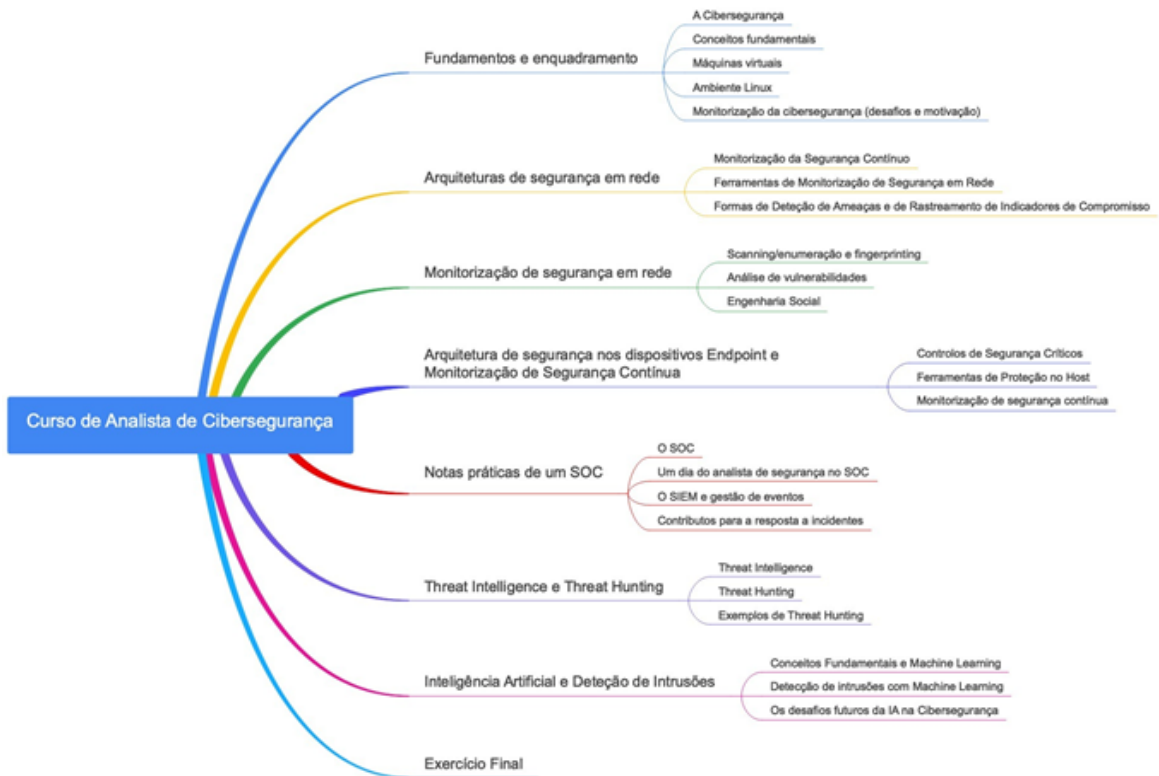 Curso de Analista de Cibersegurança
Fundamentos e enquadramento
A Cibersegurança
Conceitos fundamentais
Máquinas virtuais
Ambiente Linux
Monitorização da cibersegurança (desafios e motivação)
Arquiteturas de segurança em rede
Monitorização da Segurança Contínuo
Ferramentas de Monitorização de Segurança em Rede
Formas de Deteção de Ameaças e de Rastreamento de Indicadores de Compromisso
Monitorização de segurança em rede
Scanning/enumeração e fingerprinting
Análise de vulnerabilidades
Engenharia Social
Arquitetura de segurança nos dispositivos Endpoint e
Monitorização de Segurança Contínua
Controlos de Segurança Críticos
Ferramentas de Proteção no Host
Monitorização de segurança contínua
Notas práticas de um SOC
O SOC
Um dia do analista de segurança no SOC
O SIEM e gestão de eventos
Contributos para a resposta a incidentes
Threat Intelligence e Threat Hunting
Threat Intelligence
Threat Hunting
Exemplos de Threat Hunting
Inteligência Artificial e Deteção de Intrusões
Conceitos Fundamentais e Machine Learning
Detecção de intrusões com Machine Learning
Os desafios futuros da IA na Cibersegurança
Exercício Final